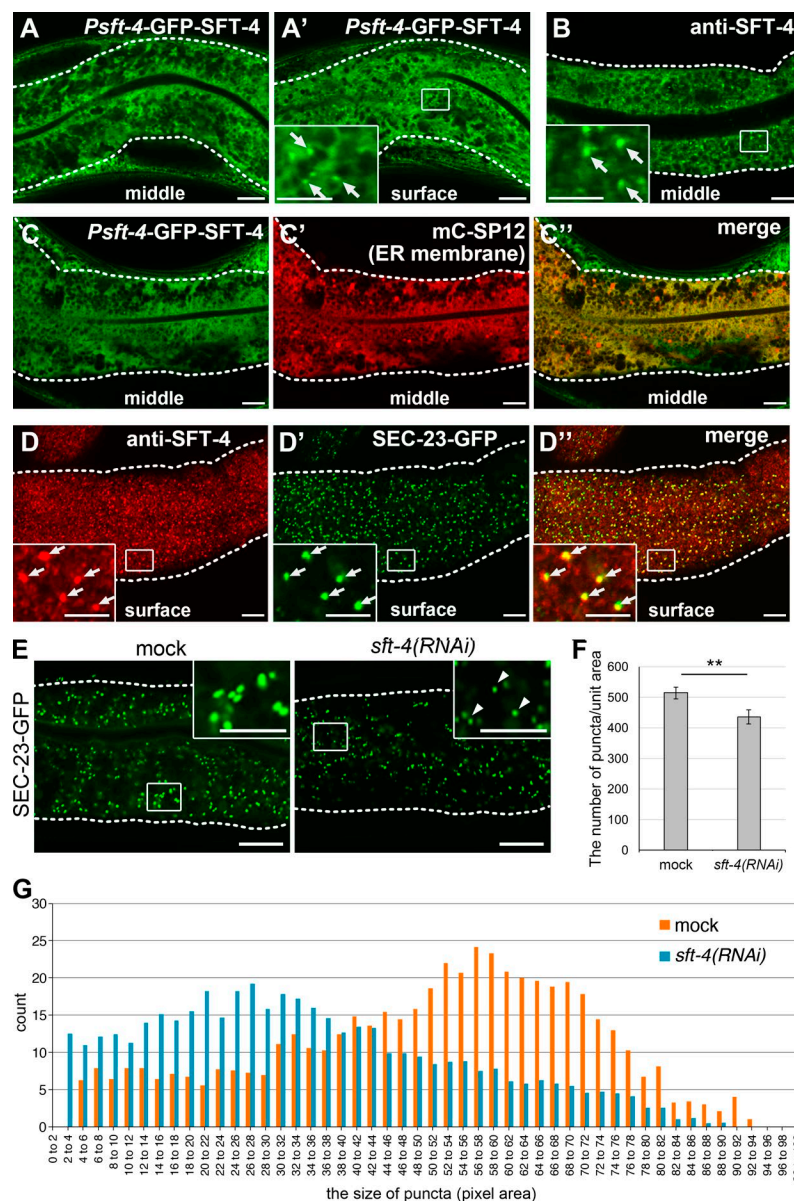 A Psft-4-GFP-SFT-4
middle
A' Psft-4-GFP-SFT-4
surface
B anti-SFT-4
middle
C Psft-4-GFP-SFT-4
middle
C' mC-SP12
(ER membrane)
middle
C'' merge
middle
D anti-SFT-4
surface
D' SEC-23-GFP
surface
D'' merge
surface
E
mock
sft-4(RNAi)
SEC-23-GFP
F
**
The number of puncta/unit area
600
500
400
300
200
100
0
mock
sft-4(RNAi)
G
count
30
25
20
15
10
5
0
mock
sft-4(RNAi)
0 to 2
2 to 4
4 to 6
6 to 8
8 to 10
10 to 12
12 to 14
14 to 16
16 to 18
18 to 20
20 to 22
22 to 24
24 to 26
26 to 28
28 to 30
30 to 32
32 to 34
34 to 36
36 to 38
38 to 40
40 to 42
42 to 44
44 to 46
46 to 48
48 to 50
50 to 52
52 to 54
54 to 56
56 to 58
58 to 60
60 to 62
62 to 64
64 to 66
66 to 68
68 to 70
70 to 72
72 to 74
74 to 76
76 to 78
78 to 80
80 to 82
82 to 84
84 to 86
86 to 88
88 to 90
90 to 92
92 to 94
94 to 96
96 to 98
the size of puncta (pixel area)